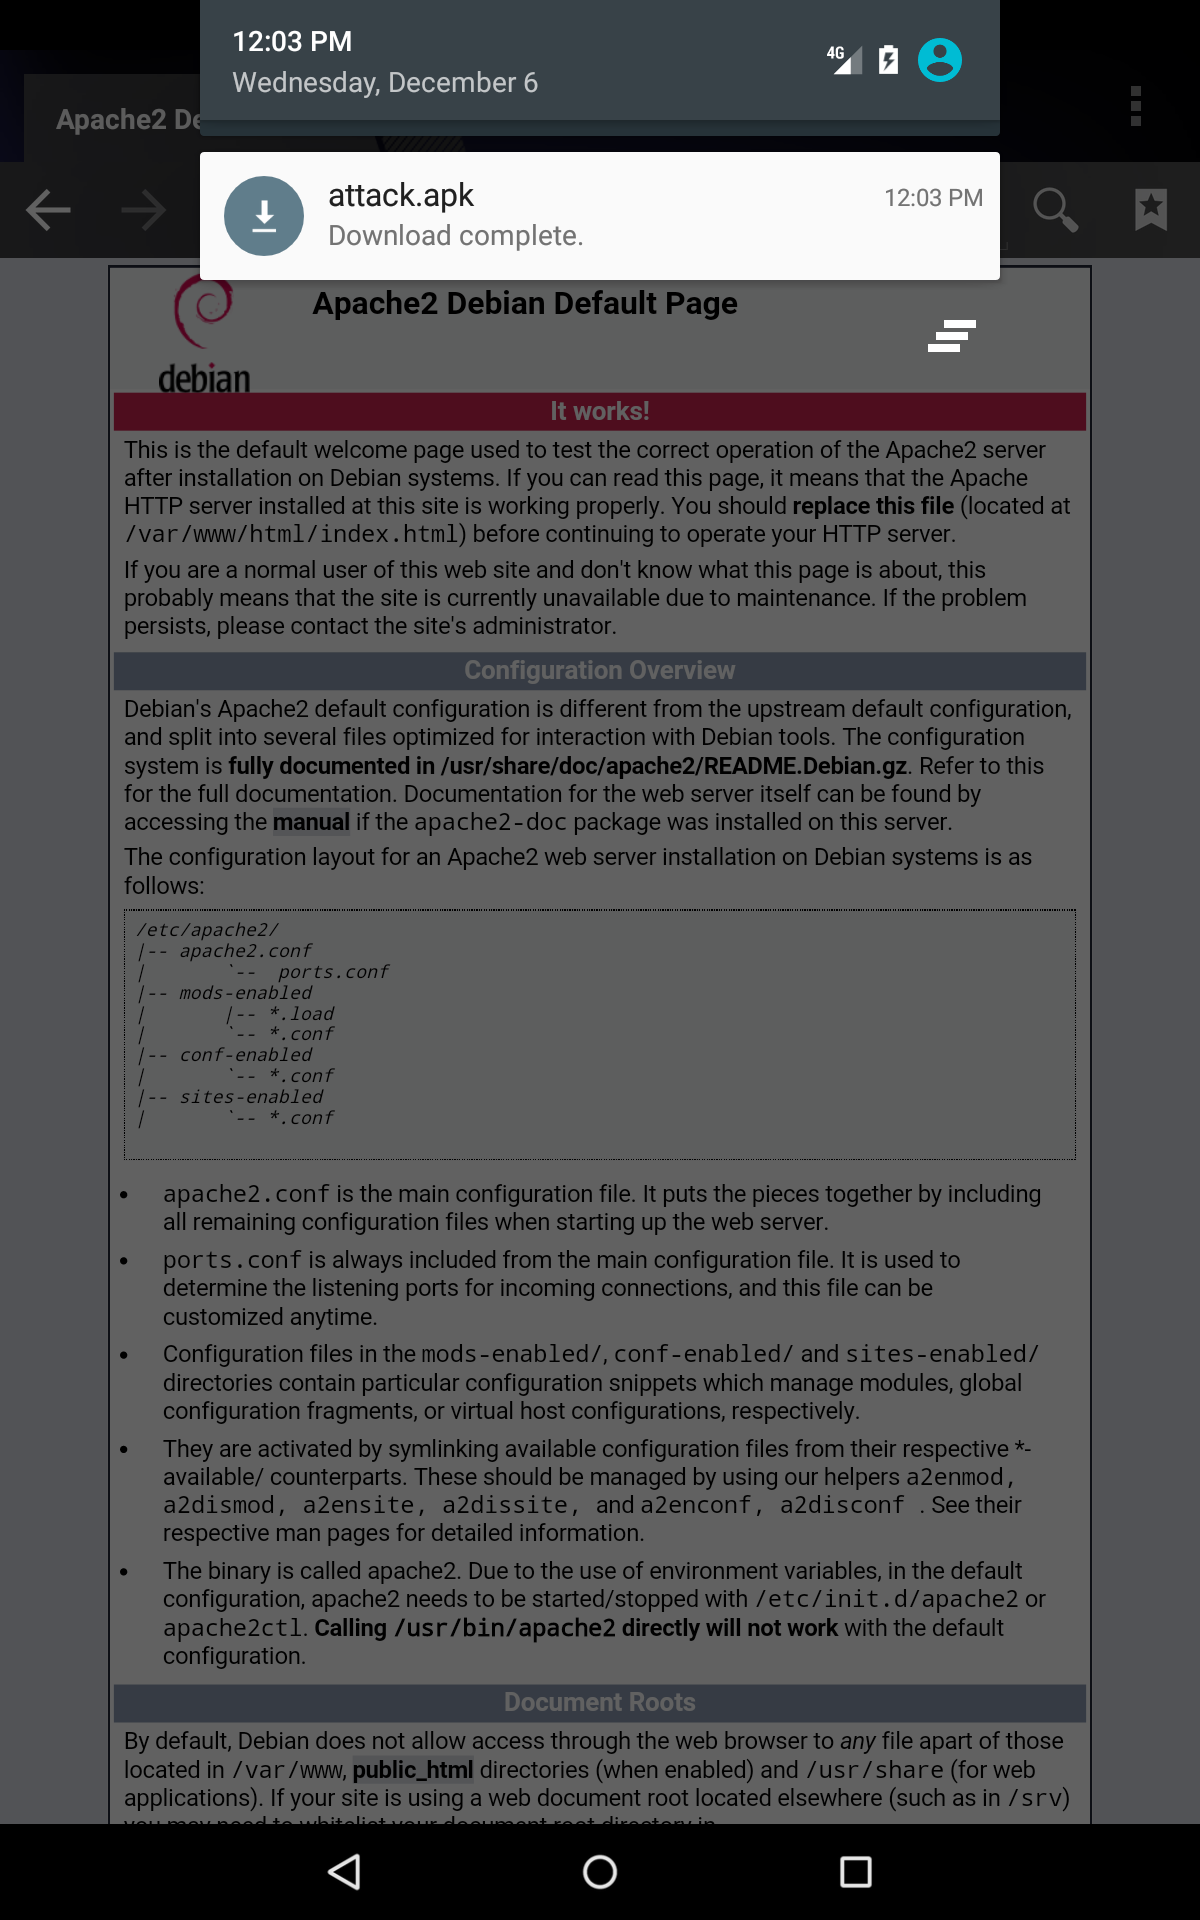 12:03 PM
4G
Wednesday, December 6
Apache2 De
attack.apk
12:03 PM
Download complete.
debian
Apache2 Debian Default Page
It works!
This is the default welcome page used to test the correct operation of the Apache2 server
after installation on Debian systems. If you can read this page, it means that the Apache
HTTP server installed at this site is working properly. You should replace this file (located at
/var/www/html/index.html) before continuing to operate your HTTP server.
If you are a normal user of this web site and don't know what this page is about, this
probably means that the site is currently unavailable due to maintenance. If the problem
persists, please contact the site's administrator.
Configuration Overview
Debian's Apache2 default configuration is different from the upstream default configuration,
and split into several files optimized for interaction with Debian tools. The configuration
system is fully documented in /usr/share/doc/apache2/README.Debian.gz. Refer to this
for the full documentation. Documentation for the web server itself can be found by
accessing the manual if the apache2-doc package was installed on this server.
The configuration layout for an Apache2 web server installation on Debian systems is as
follows:
/etc/apache2/
|-- apache2.conf
|       `--  ports.conf
|-- mods-enabled
|       |-- *.load
|       `-- *.conf
|-- conf-enabled
|       `-- *.conf
|-- sites-enabled
|       `-- *.conf
• apache2.conf is the main configuration file. It puts the pieces together by including
all remaining configuration files when starting up the web server.
• ports.conf is always included from the main configuration file. It is used to
determine the listening ports for incoming connections, and this file can be
customized anytime.
• Configuration files in the mods-enabled/, conf-enabled/ and sites-enabled/
directories contain particular configuration snippets which manage modules, global
configuration fragments, or virtual host configurations, respectively.
• They are activated by symlinking available configuration files from their respective *-
available/ counterparts. These should be managed by using our helpers a2enmod,
a2dismod, a2ensite, a2dissite, and a2enconf, a2disconf . See their
respective man pages for detailed information.
• The binary is called apache2. Due to the use of environment variables, in the default
configuration, apache2 needs to be started/stopped with /etc/init.d/apache2 or
apache2ctl. Calling /usr/bin/apache2 directly will not work with the default
configuration.
Document Roots
By default, Debian does not allow access through the web browser to any file apart of those
located in /var/www, public_html directories (when enabled) and /usr/share (for web
applications). If your site is using a web document root located elsewhere (such as in /srv)
you may need to whitelist your document root directory in